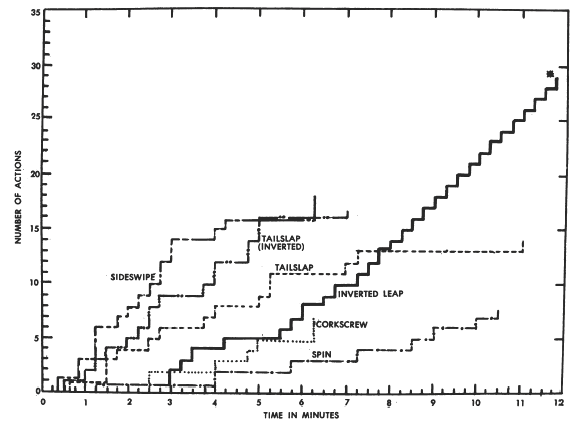 35
30
25
20
15
10
5
0
NUMBER OF ACTIONS
SIDESWIPE
TAILSLAP
(INVERTED)
TAILSLAP
INVERTED LEAP
CORKSCREW
SPIN
*
0 1 2 3 4 5 6 7 8 9 10 11 12
TIME IN MINUTES